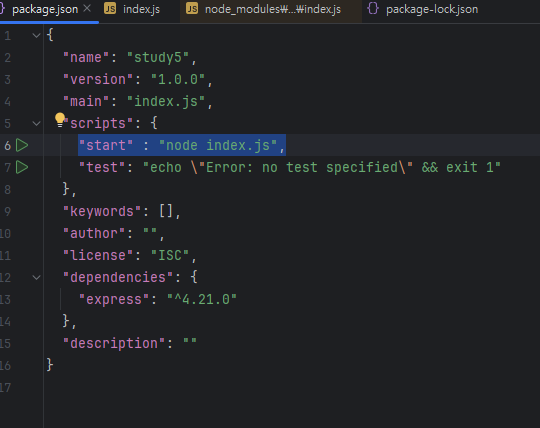 package.json index.js node_modules₩...₩index.js package-lock.json
1 {
2 "name": "study5",
3 "version": "1.0.0",
4 "main": "index.js",
5 "scripts": {
6 "start" : "node index.js",
7 "test": "echo \"Error: no test specified\" && exit 1"
8 },
9 "keywords": [],
10 "author": "",
11 "license": "ISC",
12 "dependencies": {
13 "express": "^4.21.0"
14 },
15 "description": ""
16 }
17